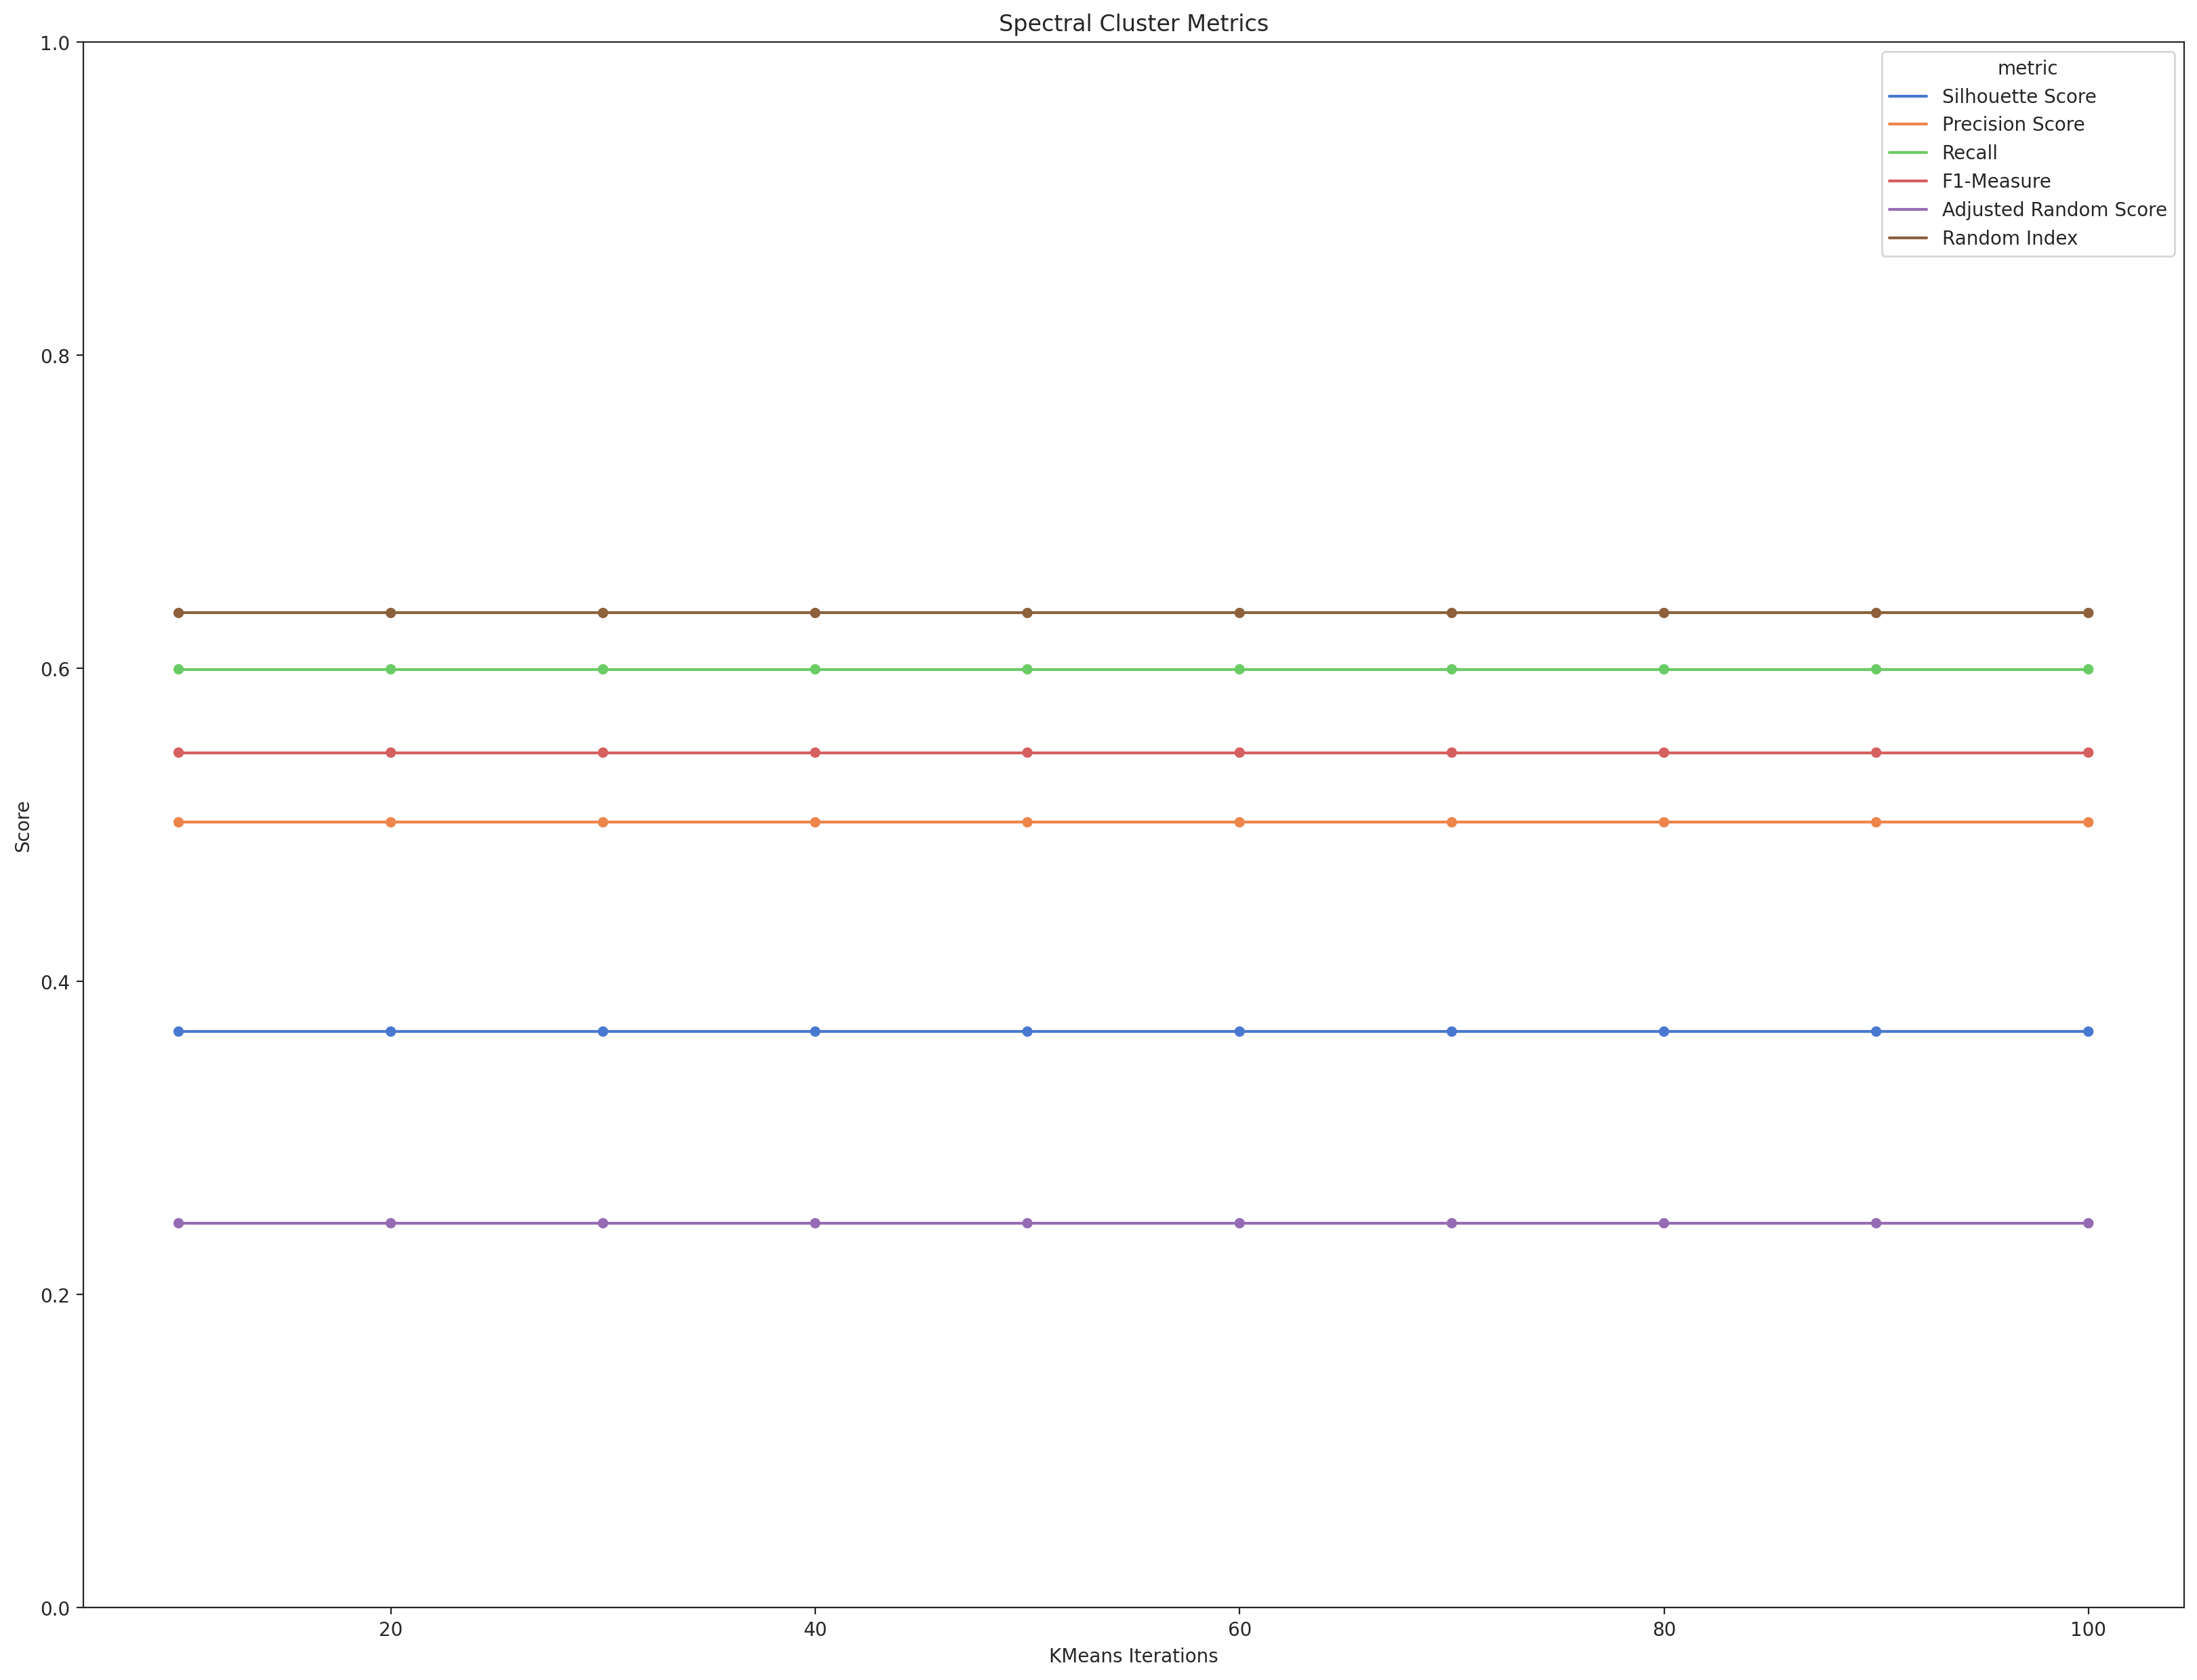 Spectral Cluster Metrics
1.0
0.8
0.6
0.4
0.2
0.0
Score
metric
Silhouette Score
Precision Score
Recall
F1-Measure
Adjusted Random Score
Random Index
20 40 60 80 100
KMeans Iterations